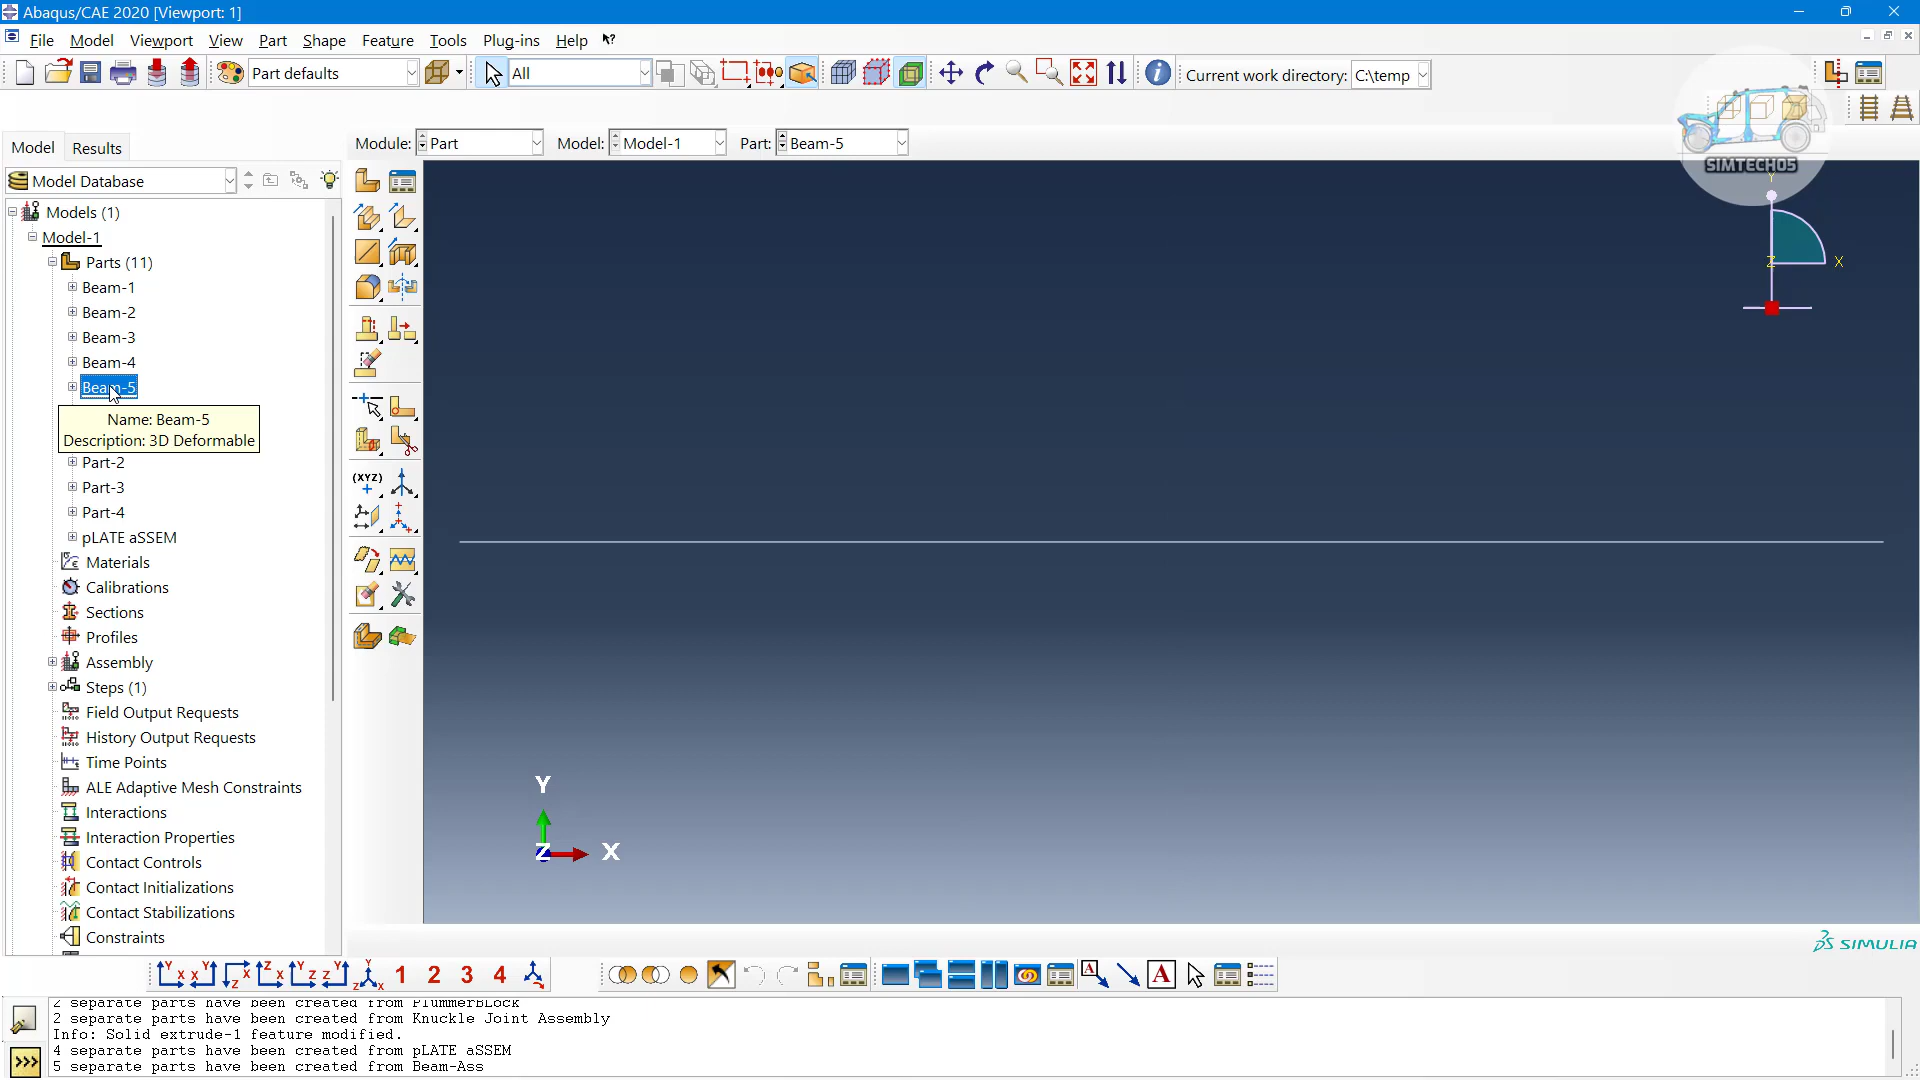 Abaqus/CAE 2020 [Viewport: 1]
File Model Viewport View Part Shape Feature Tools Plug-ins Help
Part defaults
All
Current work directory: C:\temp
SIMTECH05
Model Results
Module: Part Model: Model-1 Part: Beam-5
Model Database
Models (1)
Model-1
Parts (11)
Beam-1
Beam-2
Beam-3
Beam-4
Beam-5
Name: Beam-5
Description: 3D Deformable
Part-2
Part-3
Part-4
pLATE aSSEM
Materials
Calibrations
Sections
Profiles
Assembly
Steps (1)
Field Output Requests
History Output Requests
Time Points
ALE Adaptive Mesh Constraints
Interactions
Interaction Properties
Contact Controls
Contact Initializations
Contact Stabilizations
Constraints
(XYZ)
Y
Z X
Y
Z X
SIMULIA
1 2 3 4
A A
2 separate parts have been created from PlummerBlock
2 separate parts have been created from Knuckle Joint Assembly
Info: Solid extrude-1 feature modified.
4 separate parts have been created from pLATE aSSEM
5 separate parts have been created from Beam-Ass
>>>